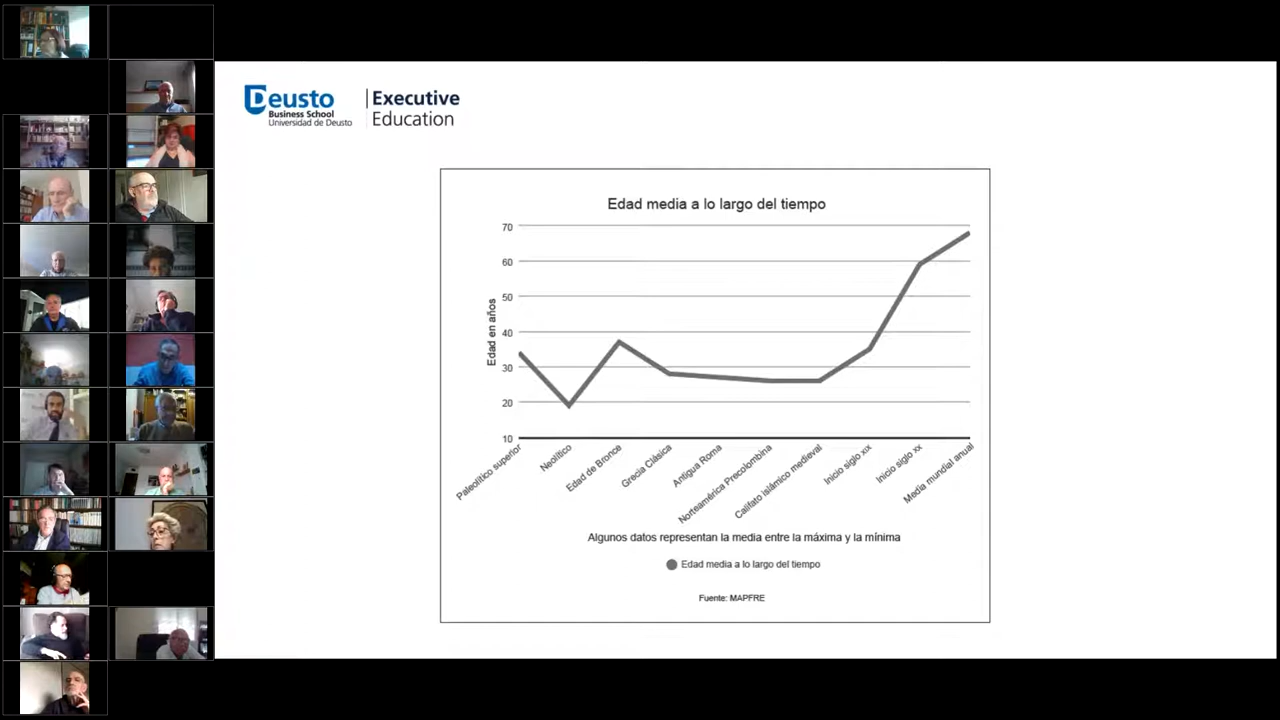 Deusto
Business School
Universidad de Deusto
Executive
Education
Edad media a lo largo del tiempo
Edad en años
70
60
50
40
30
20
10
Paleolítico superior
Neolítico
Edad de Bronce
Grecia Clásica
Antigua Roma
Norteamérica Precolombina
Califato islámico medieval
Inicio siglo xix
Inicio siglo xx
Media mundial anual
Algunos datos representan la media entre la máxima y la mínima
Edad media a lo largo del tiempo
Fuente: MAPFRE